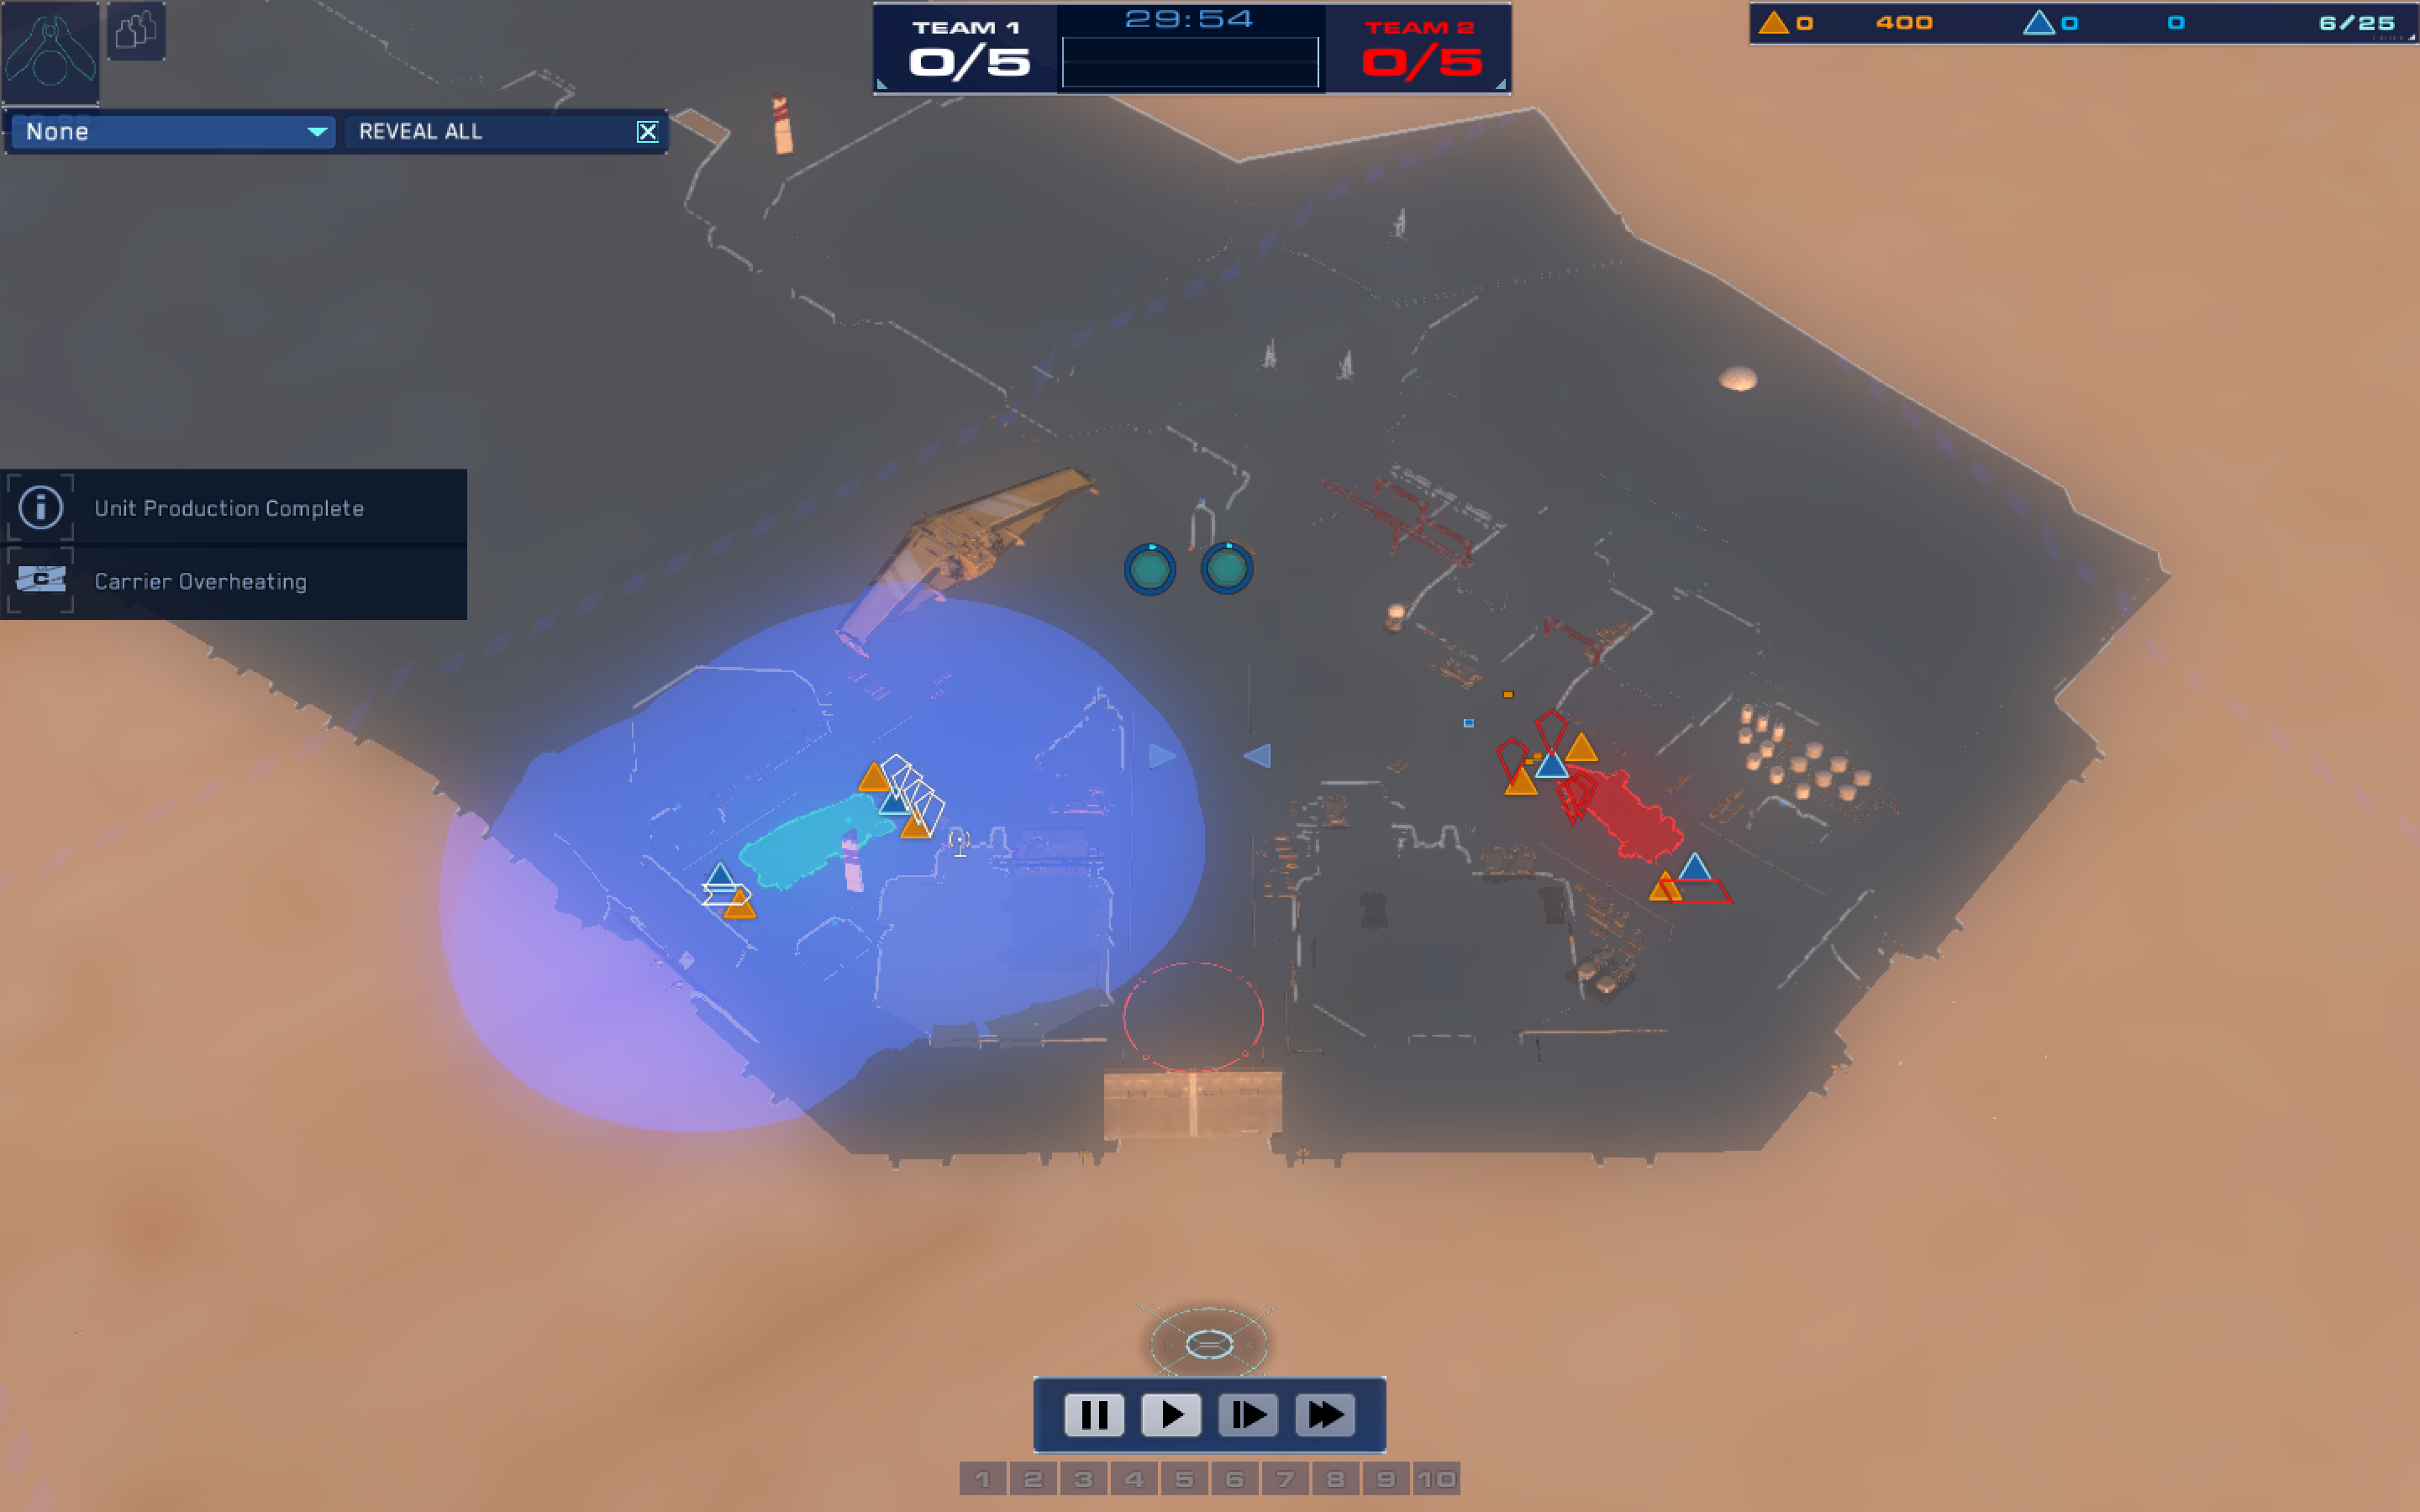 TEAM 1
0/5
29:54
TEAM 2
0/5
0 400 0 0 6/25
None
REVEAL ALL
Unit Production Complete
C
Carrier Overheating
1 2 3 4 5 6 7 8 9 10